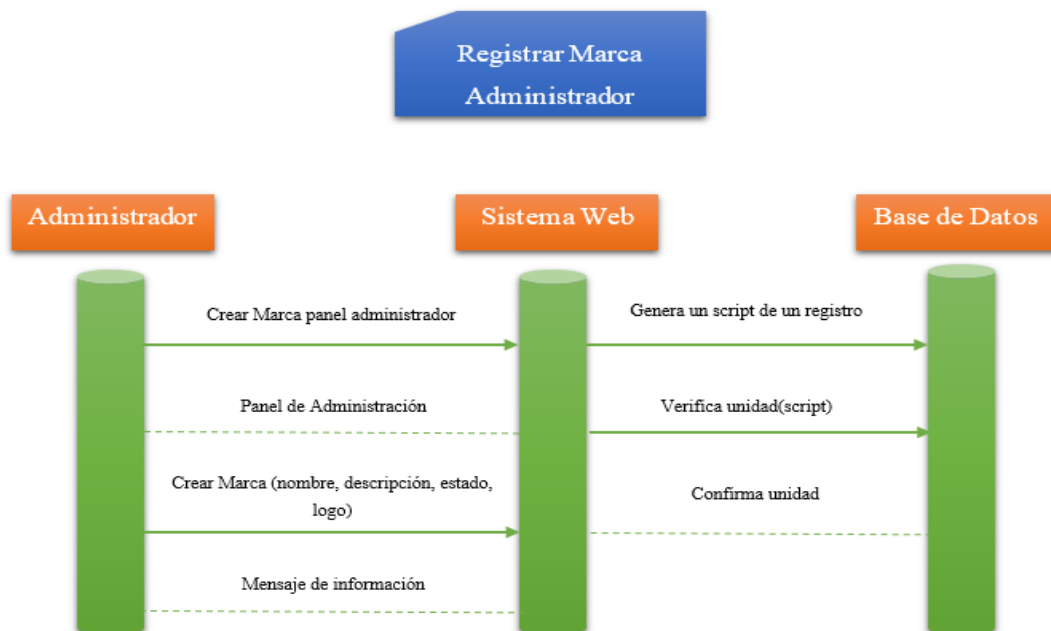 Registrar Marca
Administrador
Administrador
Sistema Web
Base de Datos
Crear Marca panel administrador
Genera un script de un registro
Panel de Administración
Verifica unidad(script)
Crear Marca (nombre, descripción, estado,
logo)
Confirma unidad
Mensaje de información